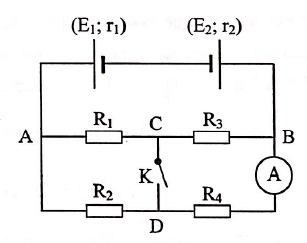 (E₁; r₁) (E₂; r₂)
R₁ C R₃
A B
K A
R₂ R₄
D